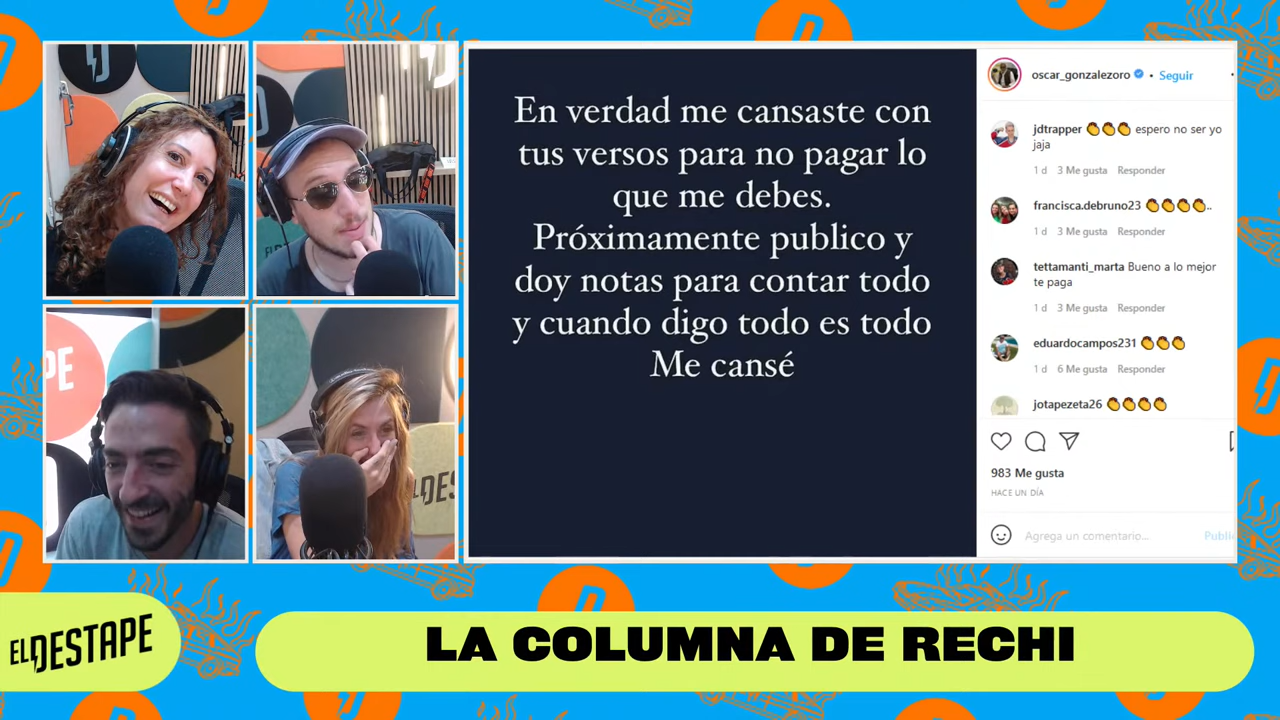 PE
EL DES
En verdad me cansaste con
tus versos para no pagar lo
que me debes.
Próximamente publico y
doy notas para contar todo
y cuando digo todo es todo
Me cansé
oscar_gonzalezoro • Seguir
jdtrapper 👏👏👏 espero no ser yo
jaja
1 d 3 Me gusta Responder
francisca.debruno23 👏👏👏👏..
1 d 3 Me gusta Responder
tettamanti_marta Bueno a lo mejor
te paga
1 d 3 Me gusta Responder
eduardocampos231 👏👏👏
1 d 6 Me gusta Responder
jotapezeta26 👏👏👏👏
983 Me gusta
HACE UN DÍA
Agrega un comentario...
Publi
EL DESTAPE
LA COLUMNA DE RECHI